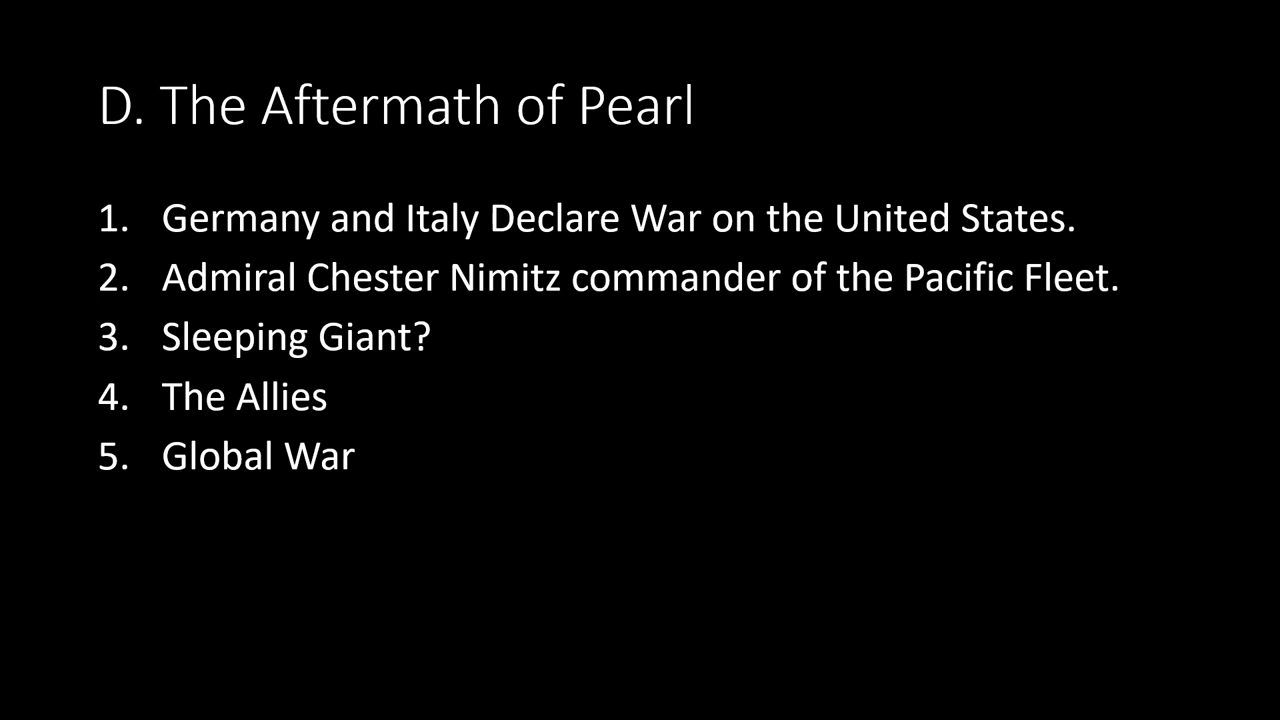 D. The Aftermath of Pearl
1. Germany and Italy Declare War on the United States.
2. Admiral Chester Nimitz commander of the Pacific Fleet.
3. Sleeping Giant?
4. The Allies
5. Global War